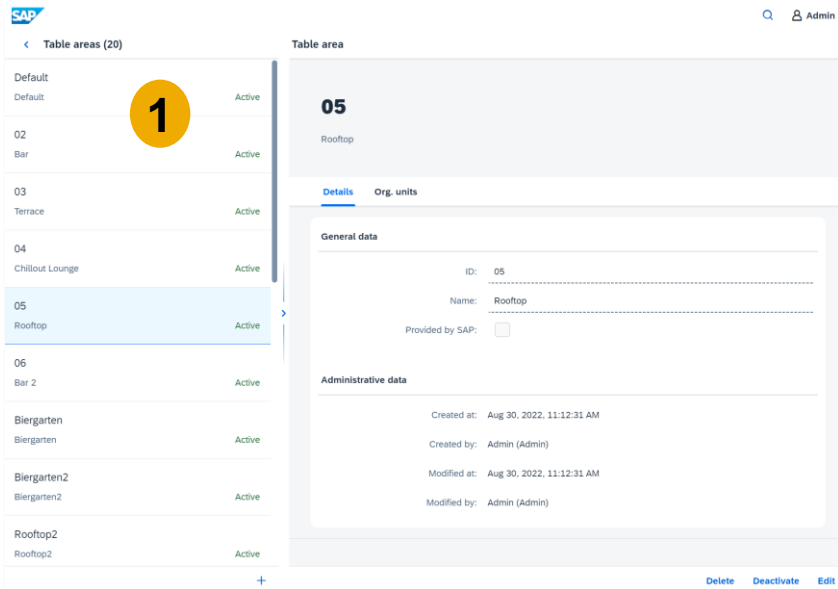 SAP
Admin
Table areas (20)
Table area
Default
Default
Active
1
02
Bar
Active
03
Terrace
Active
04
Chillout Lounge
Active
05
Rooftop
Active
06
Bar 2
Active
Biergarten
Biergarten
Active
Biergarten2
Biergarten2
Active
Rooftop2
Rooftop2
Active
+
05
Rooftop
Details Org. units
General data
ID: 05
Name: Rooftop
Provided by SAP:
Administrative data
Created at: Aug 30, 2022, 11:12:31 AM
Created by: Admin (Admin)
Modified at: Aug 30, 2022, 11:12:31 AM
Modified by: Admin (Admin)
Delete Deactivate Edit